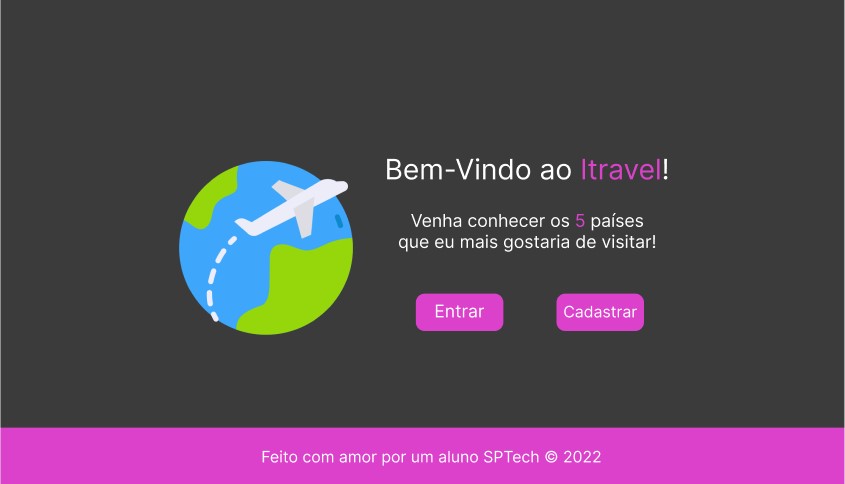 Bem-Vindo ao Itravel!
Venha conhecer os 5 países
que eu mais gostaria de visitar!
Entrar
Cadastrar
Feito com amor por um aluno SPTech © 2022